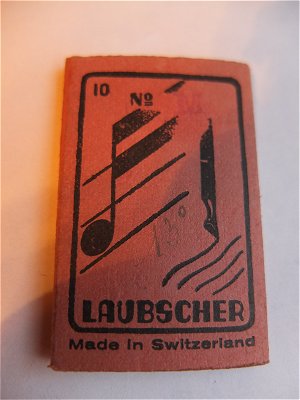 10
Nº
LAUBSCHER
Made in Switzerland